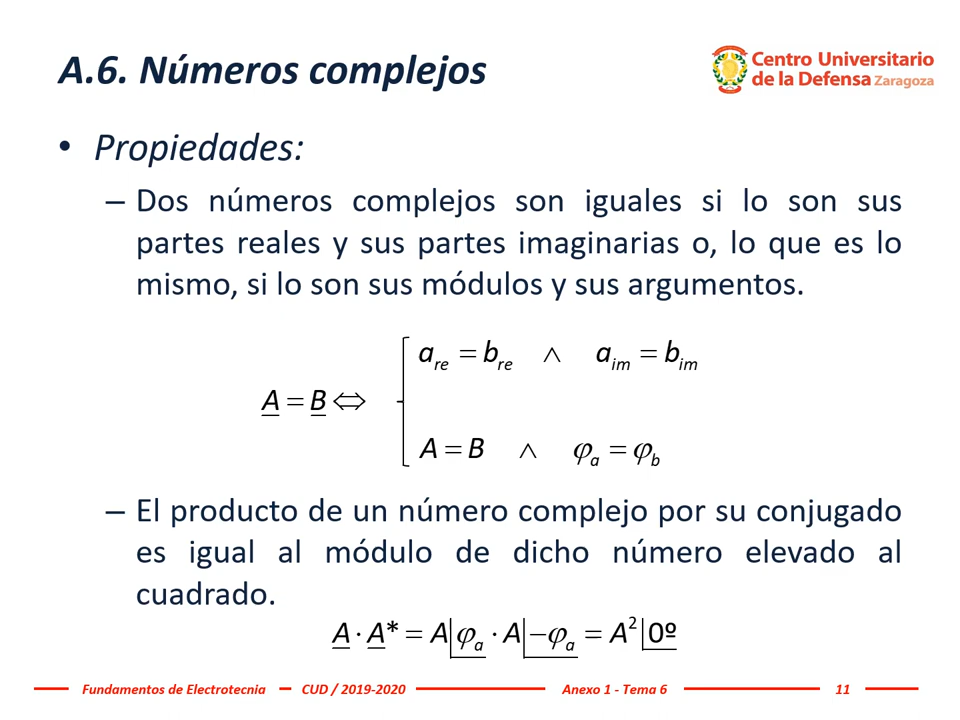 A.6. Números complejos
Centro Universitario
de la Defensa Zaragoza
• Propiedades:
– Dos números complejos son iguales si lo son sus
partes reales y sus partes imaginarias o, lo que es lo
mismo, si lo son sus módulos y sus argumentos.
a_re = b_re ∧ a_im = b_im
A̲ = B̲ ⇔
A = B ∧ φ_a = φ_b
– El producto de un número complejo por su conjugado
es igual al módulo de dicho número elevado al
cuadrado.
A̲ · A̲* = A|φ_a · A|−φ_a = A²|0º
Fundamentos de Electrotecnia — CUD / 2019-2020 Anexo 1 - Tema 6 11